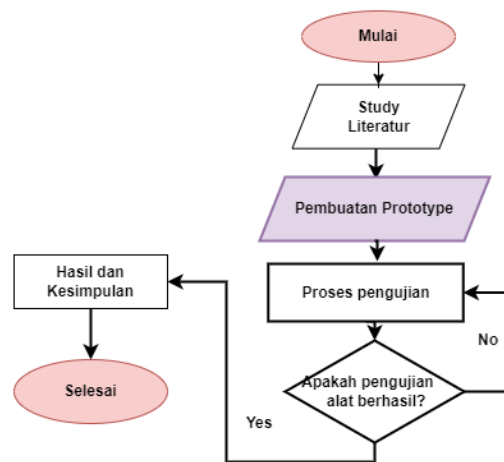 Mulai
Study
Literatur
Pembuatan Prototype
Proses pengujian
No
Apakah pengujian
alat berhasil?
Yes
Hasil dan
Kesimpulan
Selesai